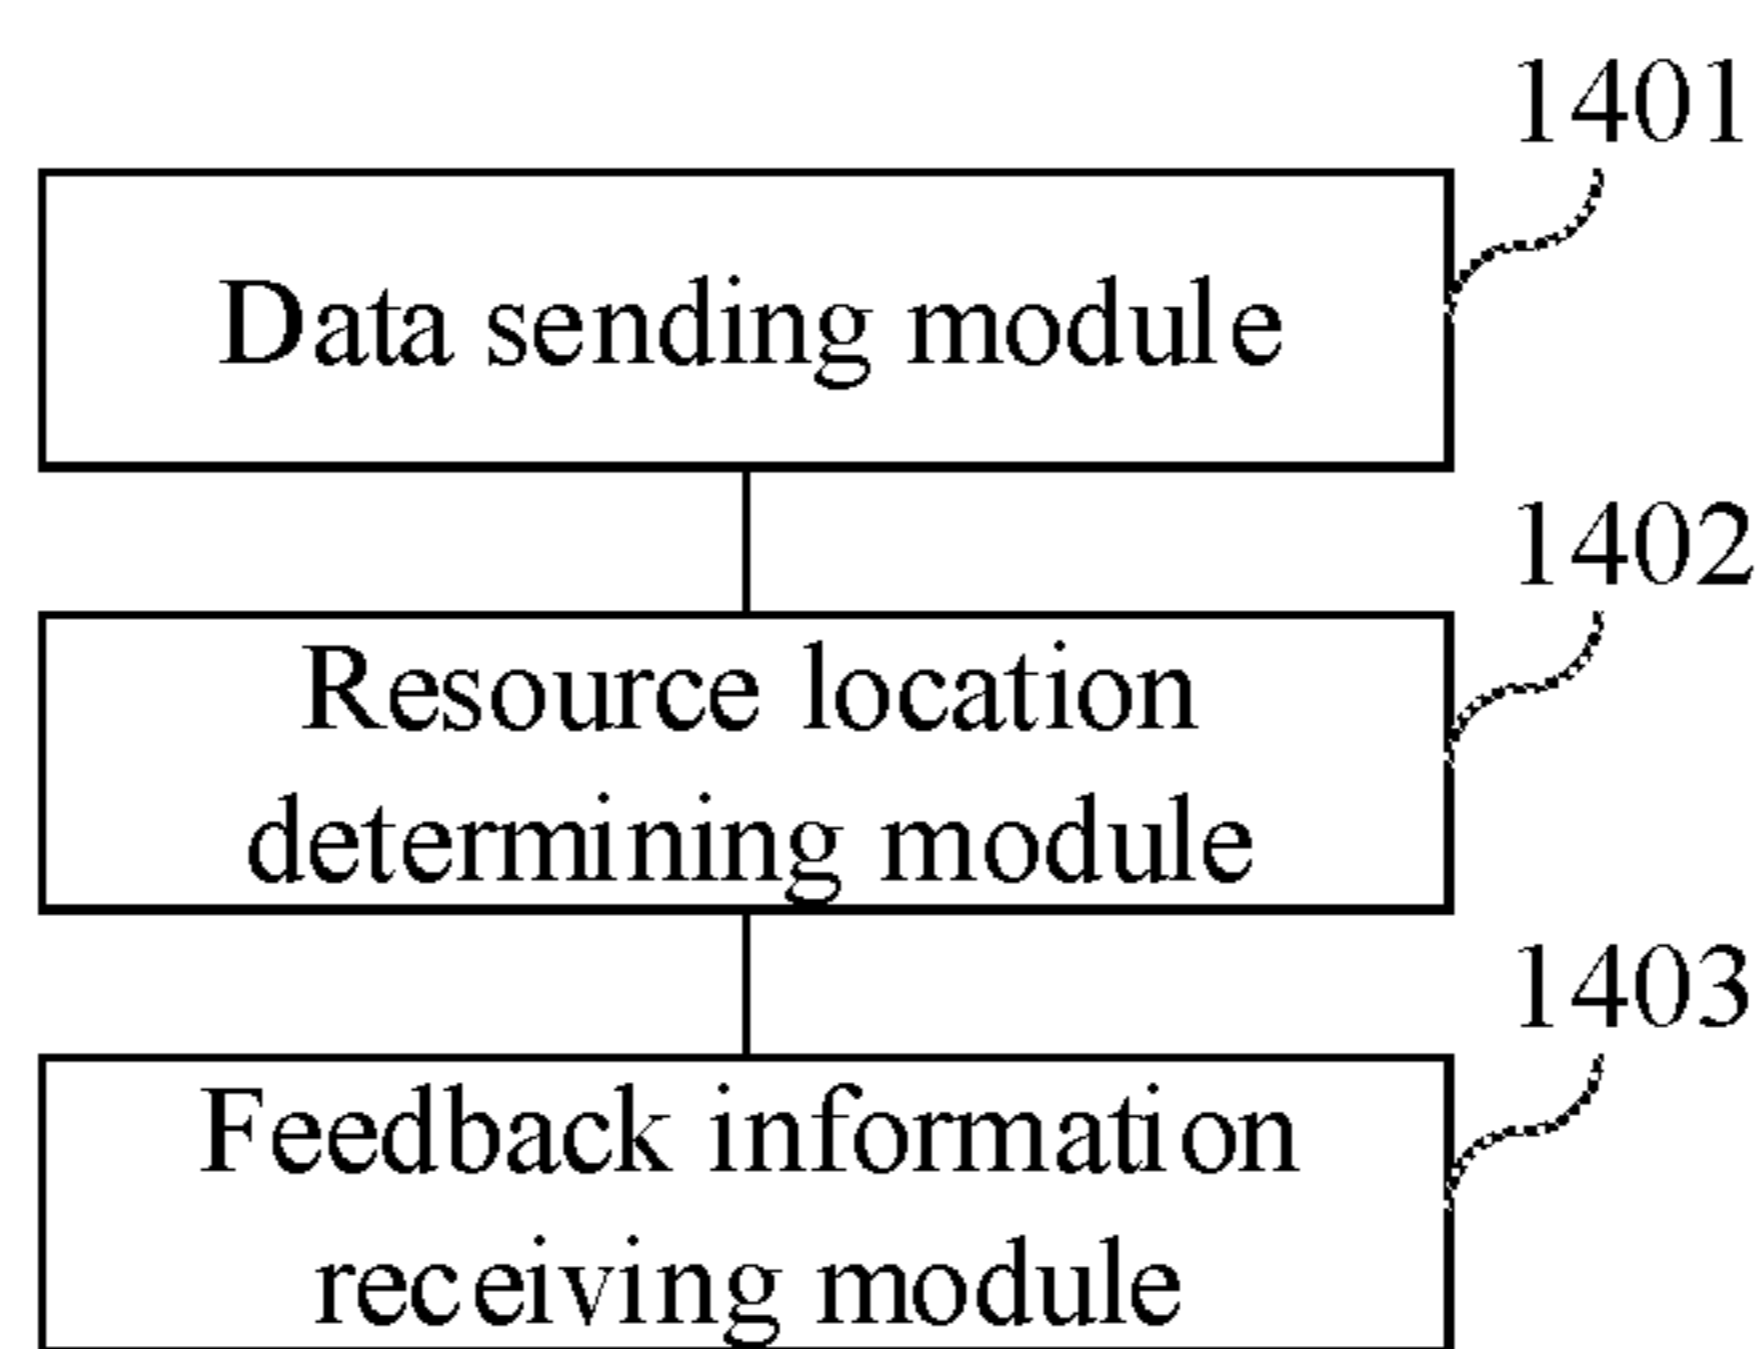 1401
Data sending module
1402
Resource location
determining module
1403
Feedback information
receiving module